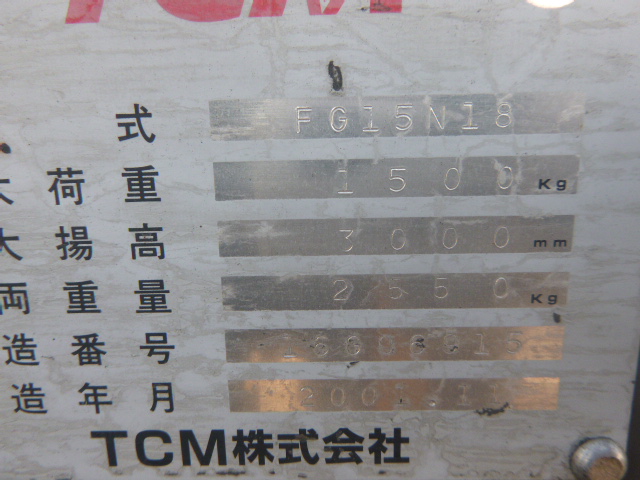 TCM
式 FG15N18
大荷重 1500 Kg
大揚高 3000 mm
両重量 2550 Kg
造番号
造年月
TCM株式会社